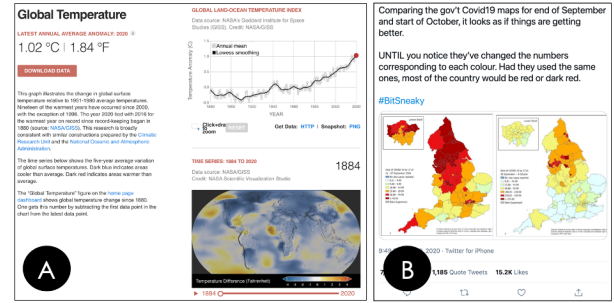 Global Temperature
LATEST ANNUAL AVERAGE ANOMALY: 2020
1.02 °C | 1.84 °F
DOWNLOAD DATA
This graph illustrates the change in global surface
temperature relative to 1951-1980 average temperatures.
Nineteen of the warmest years have occurred since 2000,
with the exception of 1998. The year 2020 tied with 2016 for
the warmest year on record since record-keeping began in
1880 (source: NASA/GISS). This research is broadly
consistent with similar constructions prepared by the Climatic
Research Unit and the National Oceanic and Atmospheric
Administration.
The time series below shows the five-year average variation
of global surface temperatures. Dark blue indicates areas
cooler than average. Dark red indicates areas warmer than
average.
The "Global Temperature" figure on the home page
dashboard shows global temperature change since 1880.
One gets this number by subtracting the first data point in the
chart from the latest data point.
A
GLOBAL LAND-OCEAN TEMPERATURE INDEX
Data source: NASA's Goddard Institute for Space
Studies (GISS). Credit: NASA/GISS
Annual mean
Lowess smoothing
Temperature Anomaly (C)
YEAR
Click+drag to zoom
RESET
Get Data: HTTP | Snapshot: PNG
TIME SERIES: 1884 TO 2020
1884
Data source: NASA/GISS
Credit: NASA Scientific Visualization Studio
Temperature Difference (Fahrenheit)
1884
2020
Comparing the gov't Covid19 maps for end of September
and start of October, it looks as if things are getting
better.
UNTIL you notice they've changed the numbers
corresponding to each colour. Had they used the same
ones, most of the country would be red or dark red.
#BitSneaky
2020 · Twitter for iPhone
B
1,185 Quote Tweets 15.2K Likes